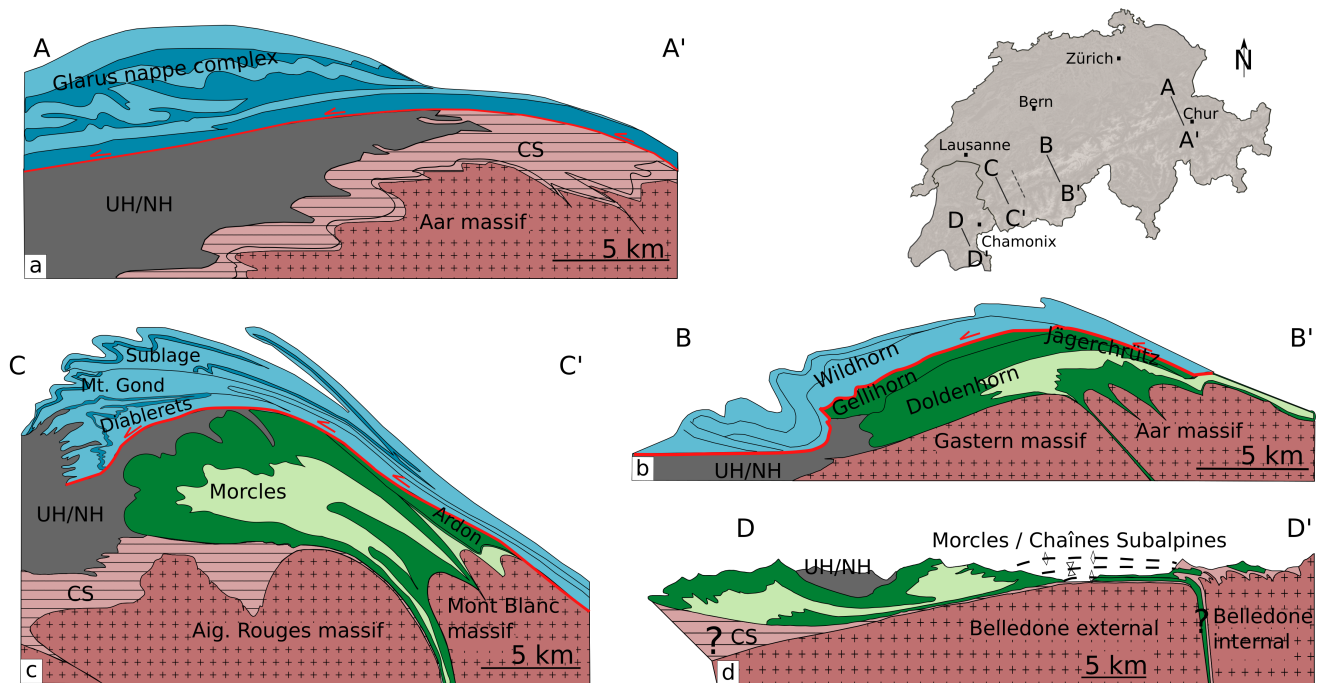 A
A'
Glarus nappe complex
CS
UH/NH
Aar massif
5 km
a
N
Zürich
Bern
A
Chur
A'
Lausanne
B
C
B'
C'
D
Chamonix
D'
B
B'
Jägerchrütz
Wildhorn
Gellihorn
Doldenhorn
Gastern massif
Aar massif
UH/NH
5 km
b
C
C'
Sublage
Mt. Gond
Diablerets
Morcles
UH/NH
Ardon
CS
Mont Blanc
massif
Aig. Rouges massif
5 km
c
D
D'
Morcles / Chaînes Subalpines
UH/NH
? CS
Belledone external
?
Belledone
internal
5 km
d